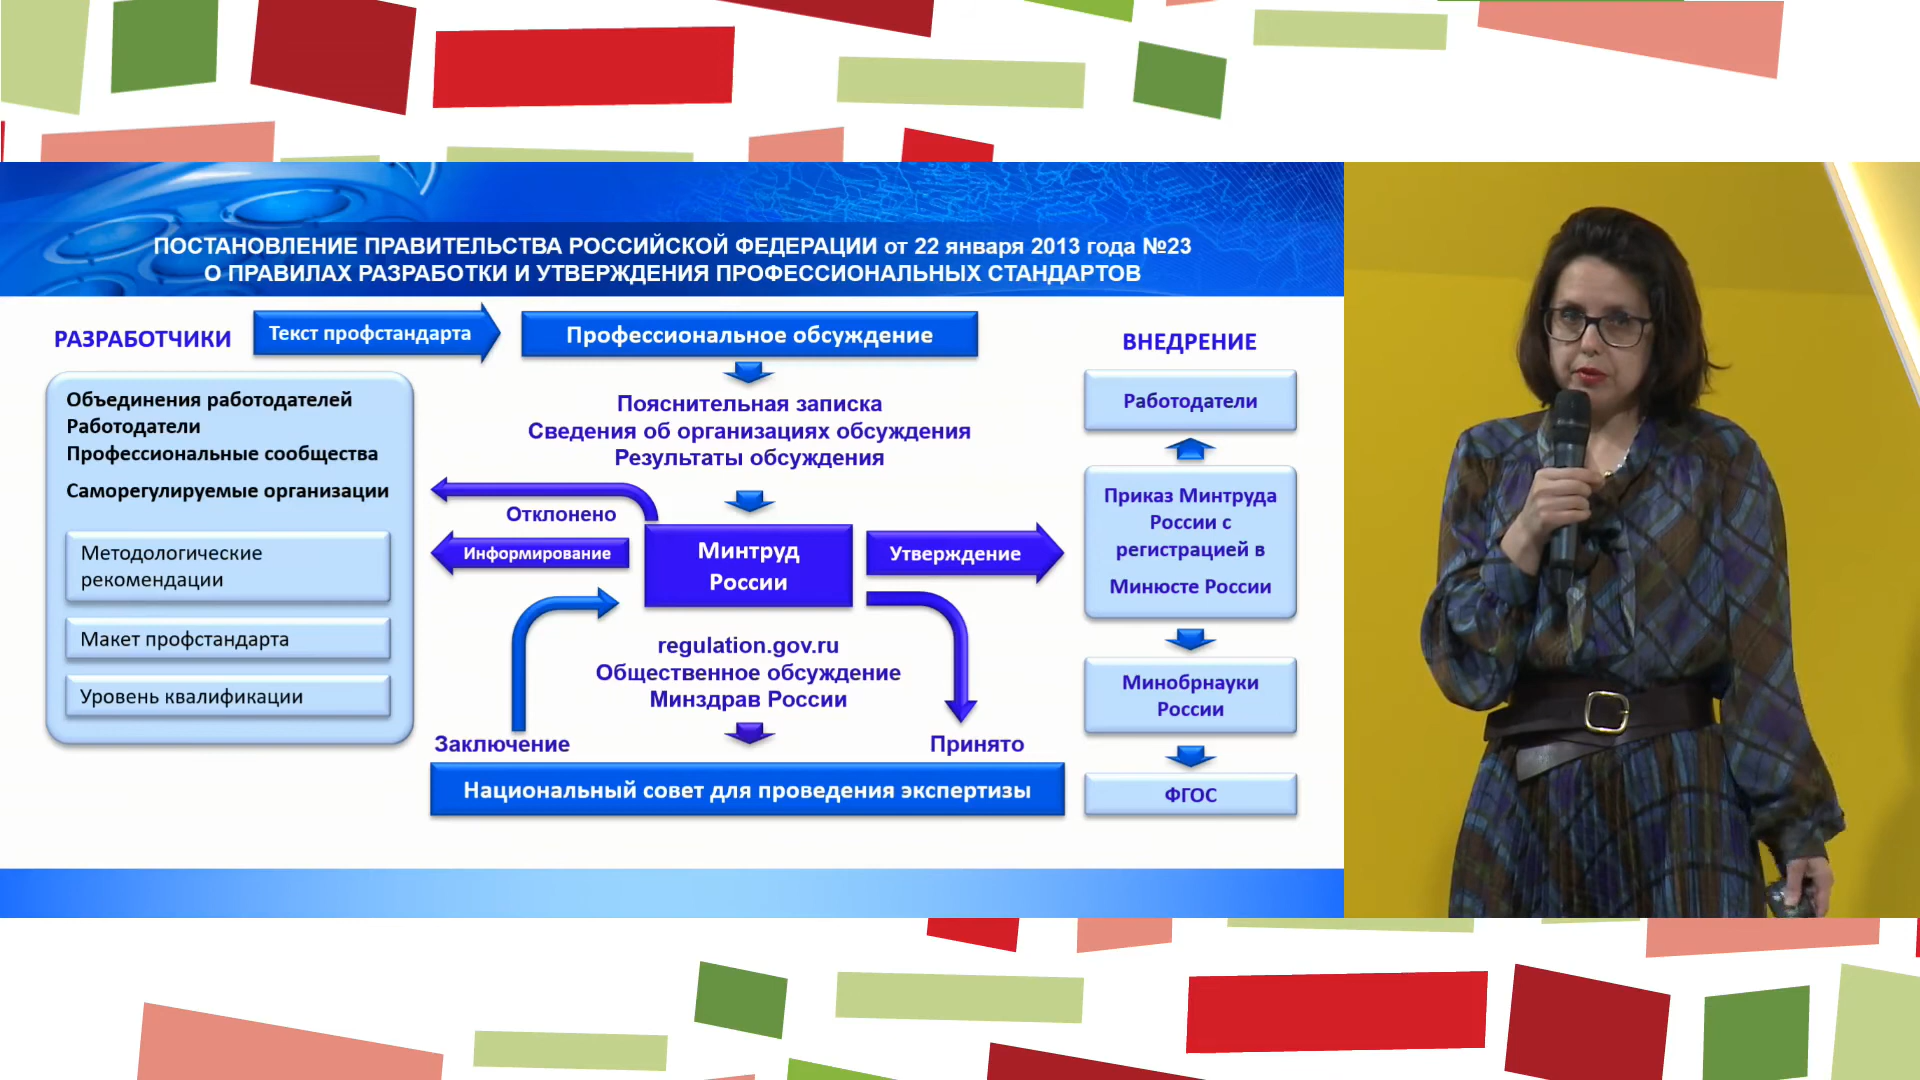 ПОСТАНОВЛЕНИЕ ПРАВИТЕЛЬСТВА РОССИЙСКОЙ ФЕДЕРАЦИИ от 22 января 2013 года №23
О ПРАВИЛАХ РАЗРАБОТКИ И УТВЕРЖДЕНИЯ ПРОФЕССИОНАЛЬНЫХ СТАНДАРТОВ
РАЗРАБОТЧИКИ
Текст профстандарта
Профессиональное обсуждение
ВНЕДРЕНИЕ
Объединения работодателей
Работодатели
Профессиональные сообщества
Саморегулируемые организации
Методологические
рекомендации
Макет профстандарта
Уровень квалификации
Пояснительная записка
Сведения об организациях обсуждения
Результаты обсуждения
Отклонено
Информирование
Минтруд
России
Утверждение
regulation.gov.ru
Общественное обсуждение
Минздрав России
Заключение
Принято
Национальный совет для проведения экспертизы
Работодатели
Приказ Минтруда
России с
регистрацией в
Минюсте России
Минобрнауки
России
ФГОС